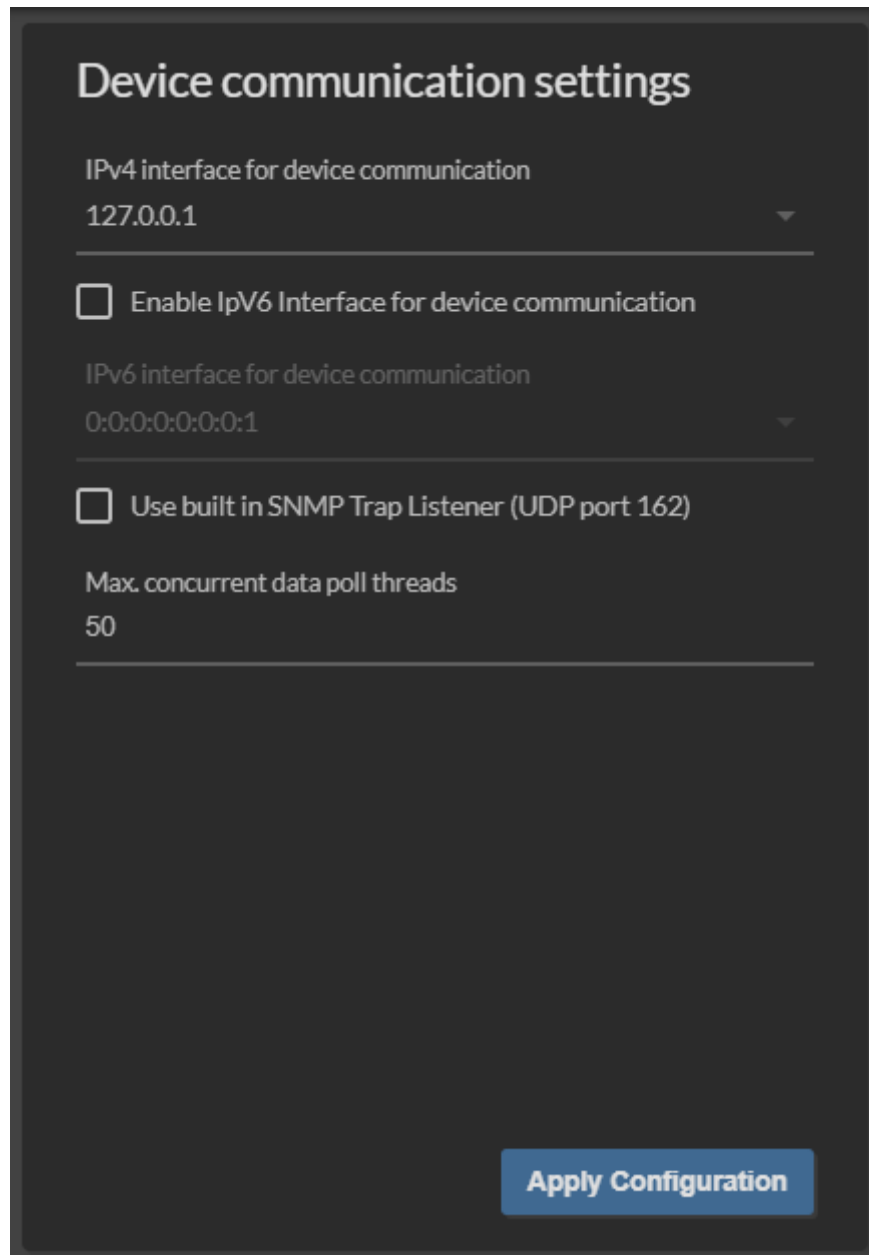 Device communication settings
IPv4 interface for device communication
127.0.0.1
Enable IpV6 Interface for device communication
IPv6 interface for device communication
0:0:0:0:0:0:0:1
Use built in SNMP Trap Listener (UDP port 162)
Max. concurrent data poll threads
50
Apply Configuration